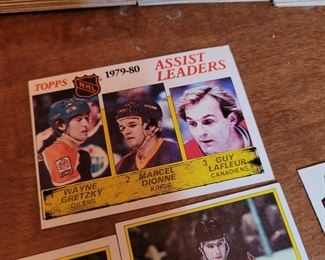 TOPPS NHL 1979-80 ASSIST
LEADERS
WAYNE GRETZKY
OILERS
2 MARCEL DIONNE
KINGS
3 GUY LAFLEUR
CANADIENS